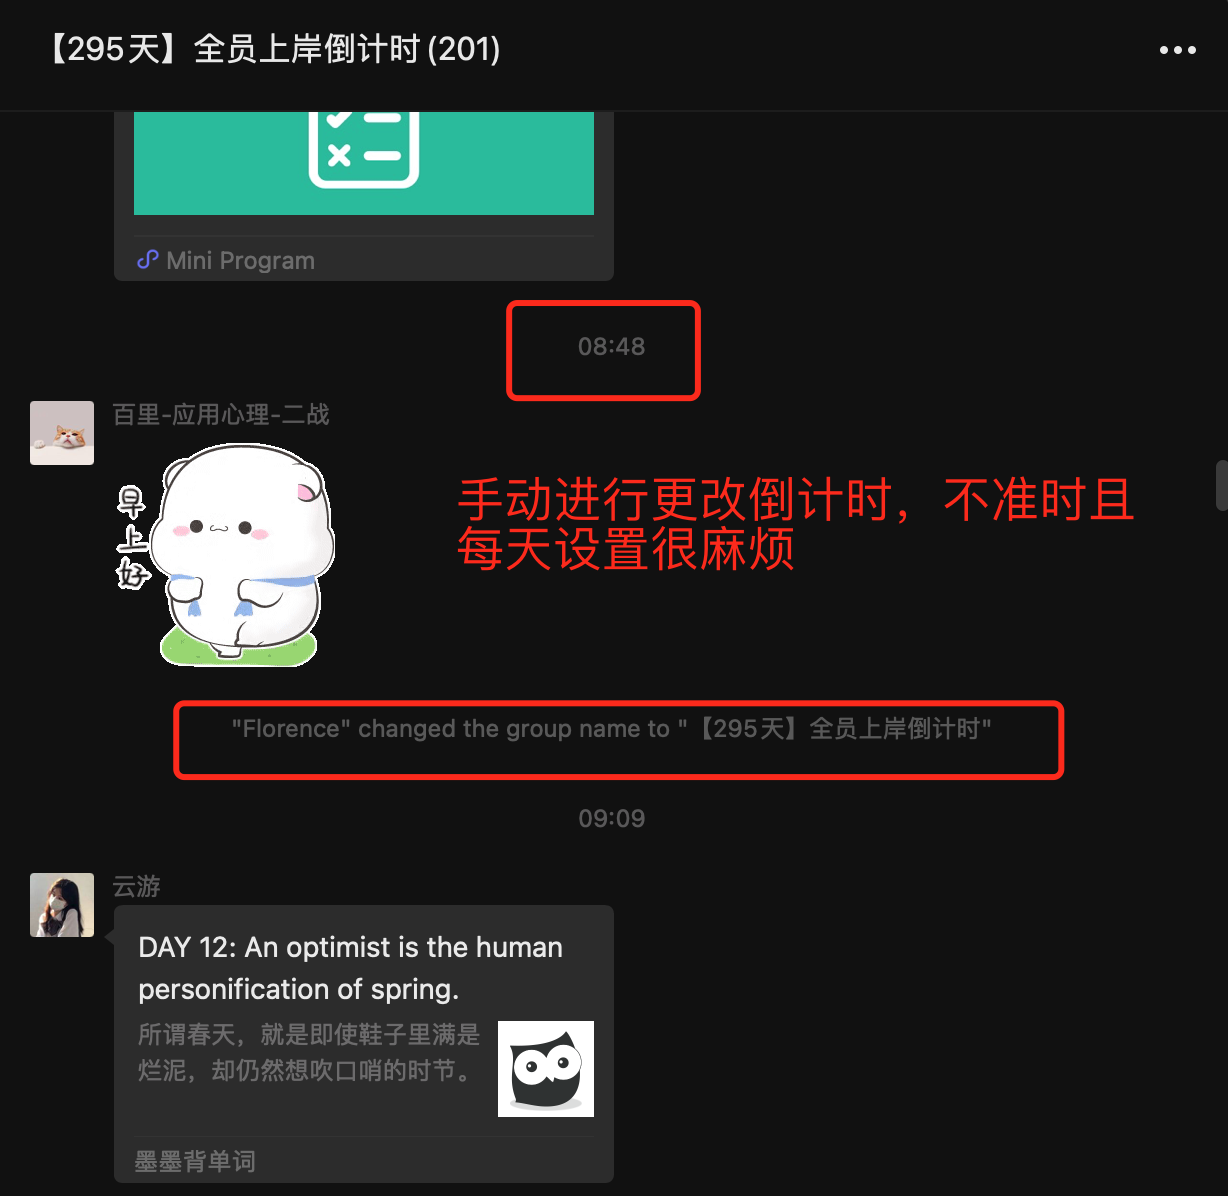 【295天】全员上岸倒计时(201)
Mini Program
08:48
百里-应用心理-二战
早上好
手动进行更改倒计时，不准时且
每天设置很麻烦
"Florence" changed the group name to "【295天】全员上岸倒计时"
09:09
云游
DAY 12: An optimist is the human
personification of spring.
所谓春天，就是即使鞋子里满是
烂泥，却仍然想吹口哨的时节。
墨墨背单词